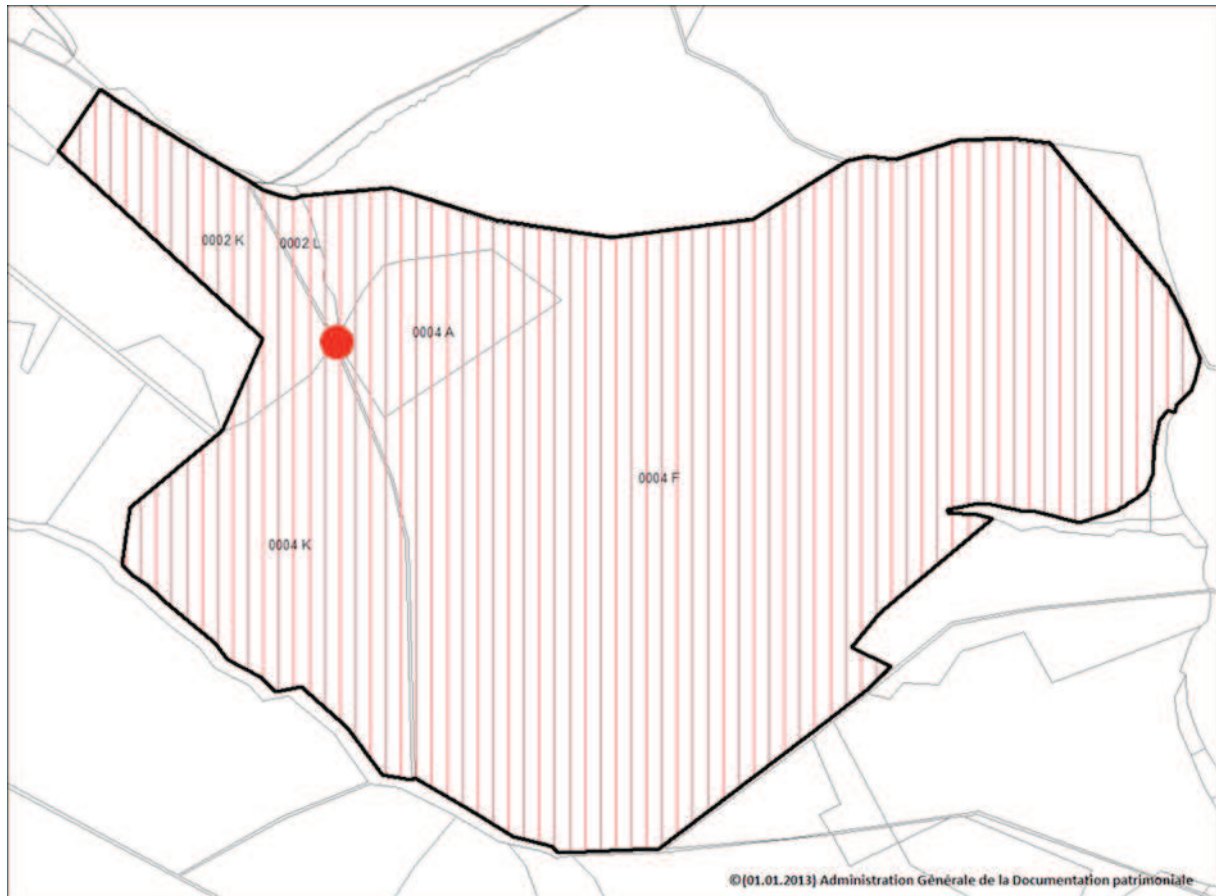 0002 K
0002 L
0004 A
0004 F
0004 K
©(01.01.2013) Administration Générale de la Documentation patrimoniale